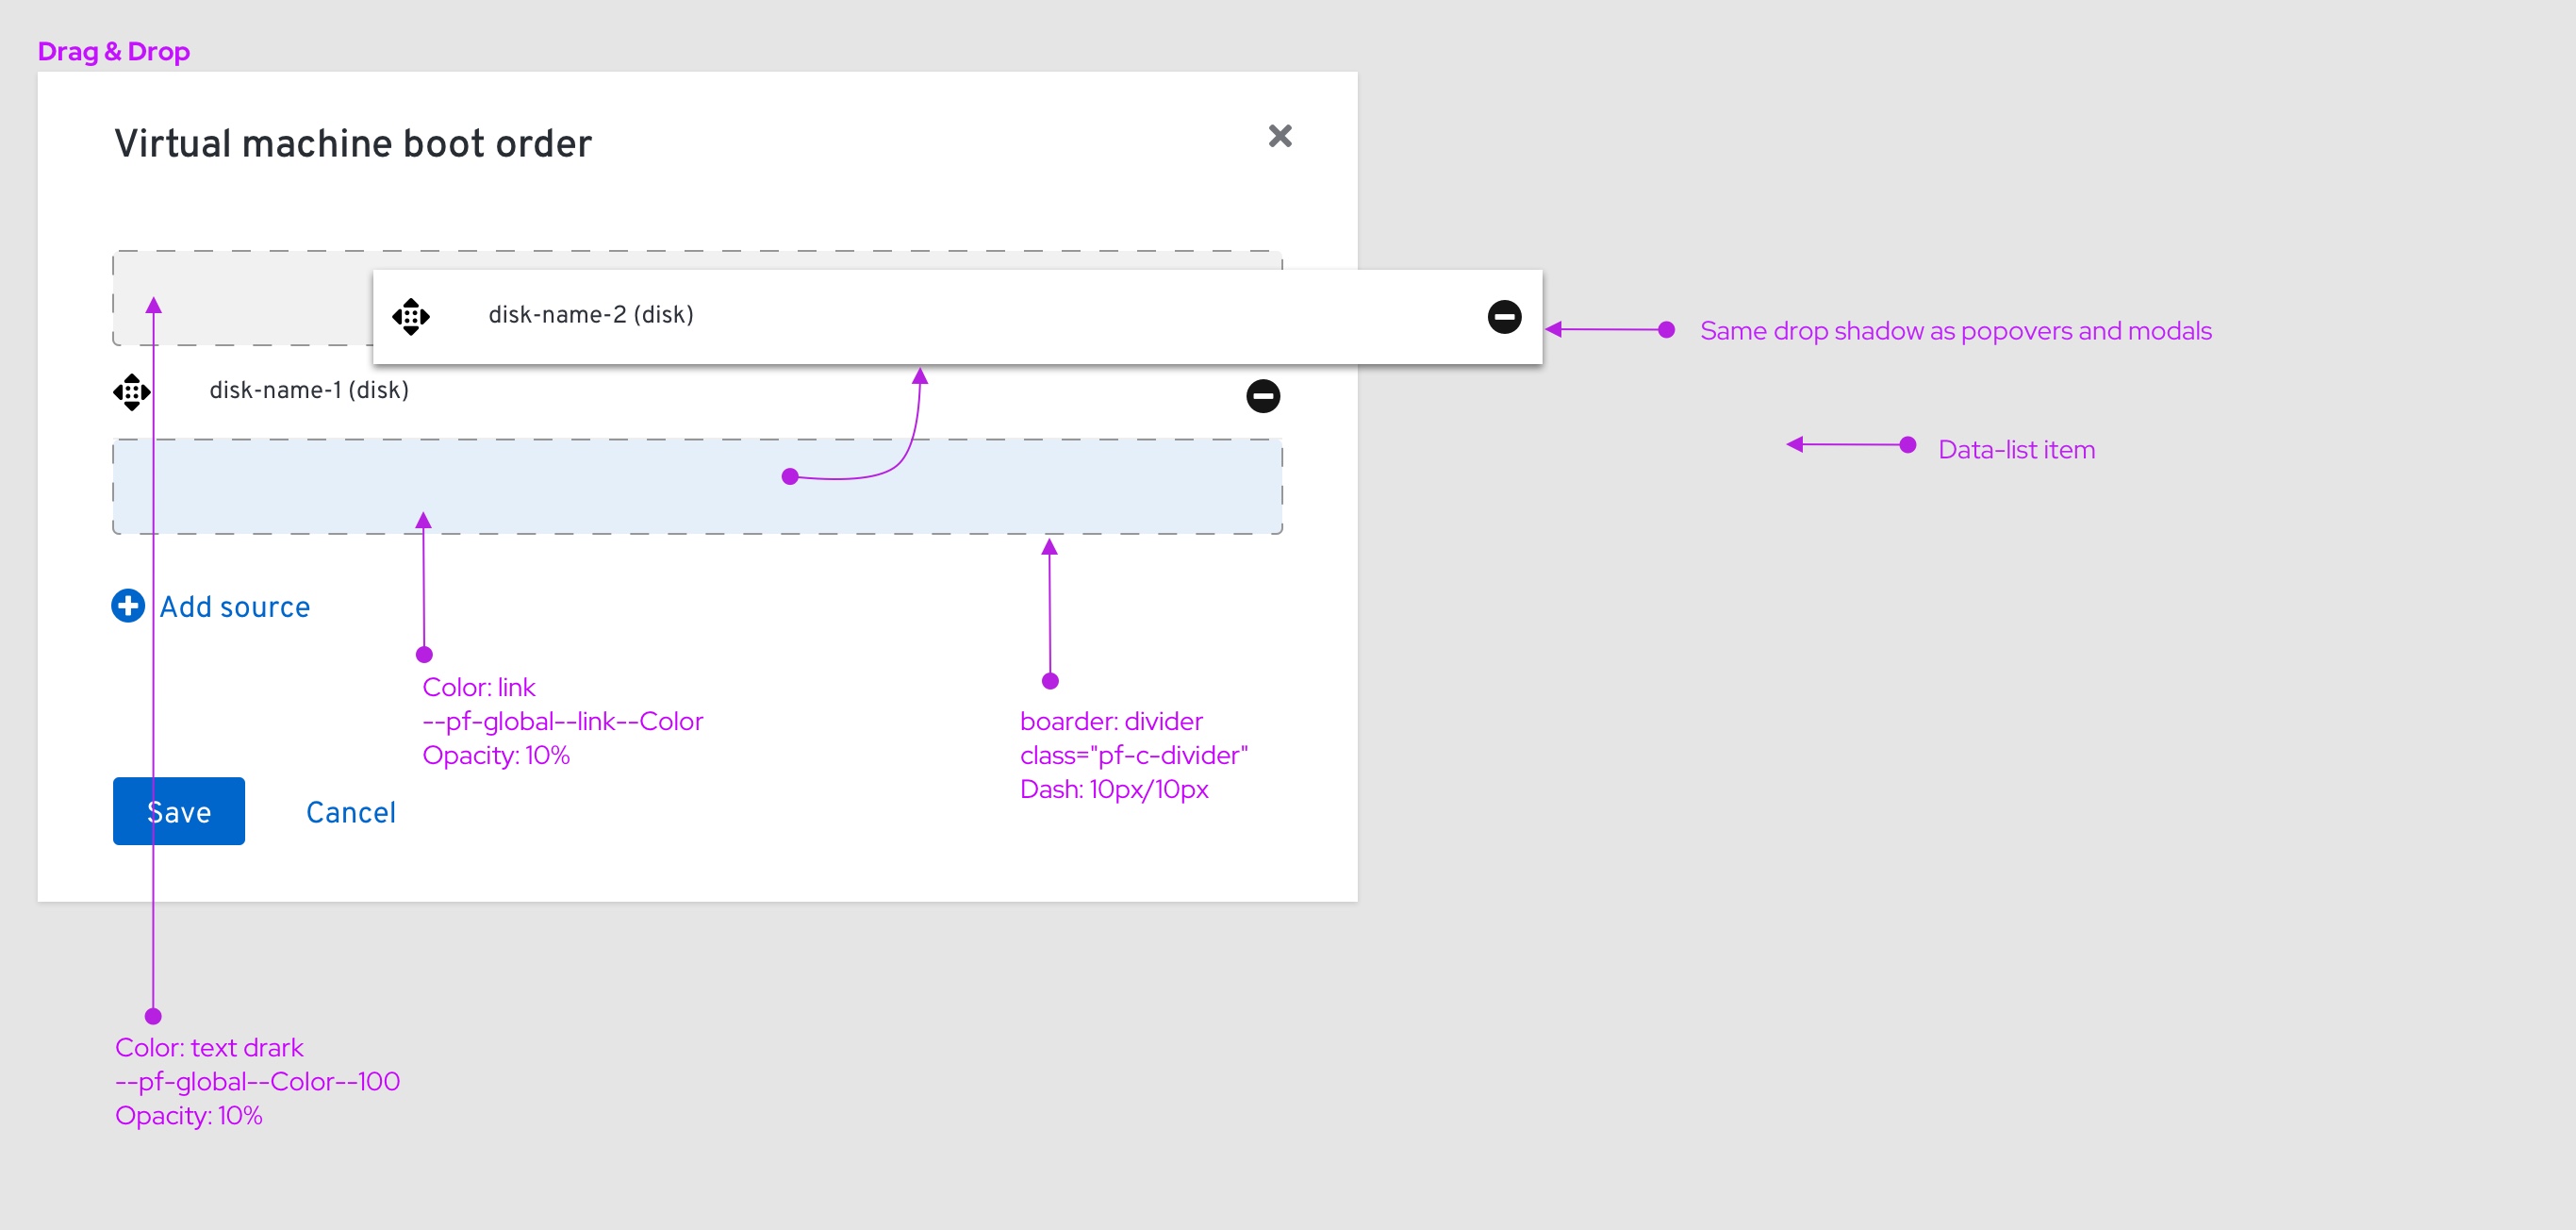 Drag & Drop
Virtual machine boot order
disk-name-2 (disk)
Same drop shadow as popovers and modals
disk-name-1 (disk)
Data-list item
Add source
Color: link
--pf-global--link--Color
Opacity: 10%
boarder: divider
class="pf-c-divider"
Dash: 10px/10px
Save
Cancel
Color: text drark
--pf-global--Color--100
Opacity: 10%